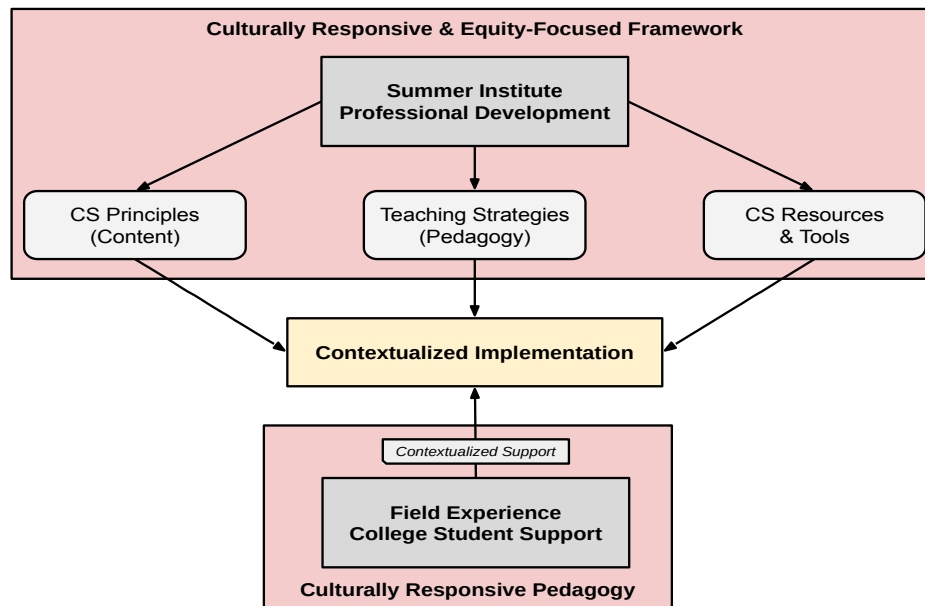 Culturally Responsive & Equity-Focused Framework
Summer Institute
Professional Development
CS Principles
(Content)
Teaching Strategies
(Pedagogy)
CS Resources
& Tools
Contextualized Implementation
Contextualized Support
Field Experience
College Student Support
Culturally Responsive Pedagogy